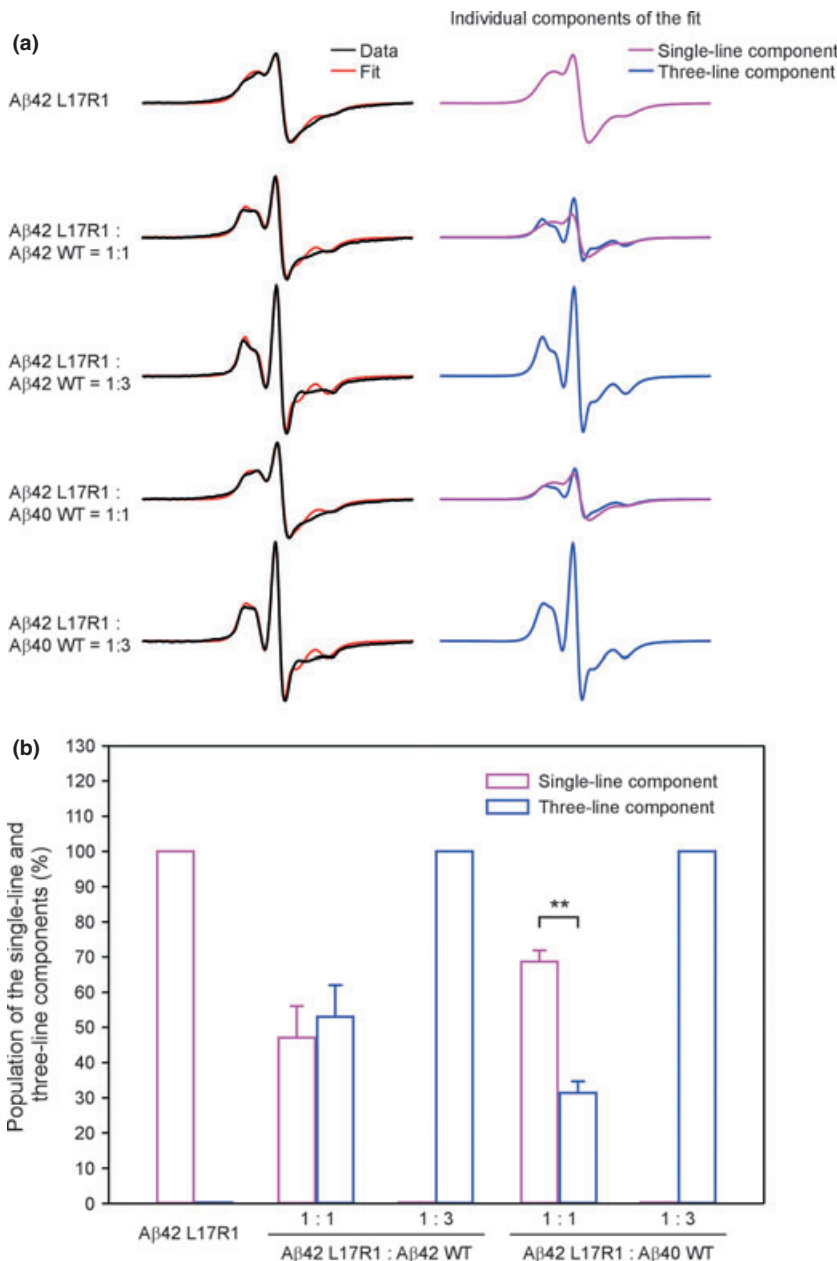 (a)
Individual components of the fit
Data
Fit
Single-line component
Three-line component
Aβ42 L17R1
Aβ42 L17R1 :
Aβ42 WT = 1:1
Aβ42 L17R1 :
Aβ42 WT = 1:3
Aβ42 L17R1 :
Aβ40 WT = 1:1
Aβ42 L17R1 :
Aβ40 WT = 1:3
(b)
Population of the single-line and
three-line components (%)
130
120
110
100
90
80
70
60
50
40
30
20
10
0
Single-line component
Three-line component
**
Aβ42 L17R1
1 : 1
1 : 3
1 : 1
1 : 3
Aβ42 L17R1 : Aβ42 WT
Aβ42 L17R1 : Aβ40 WT